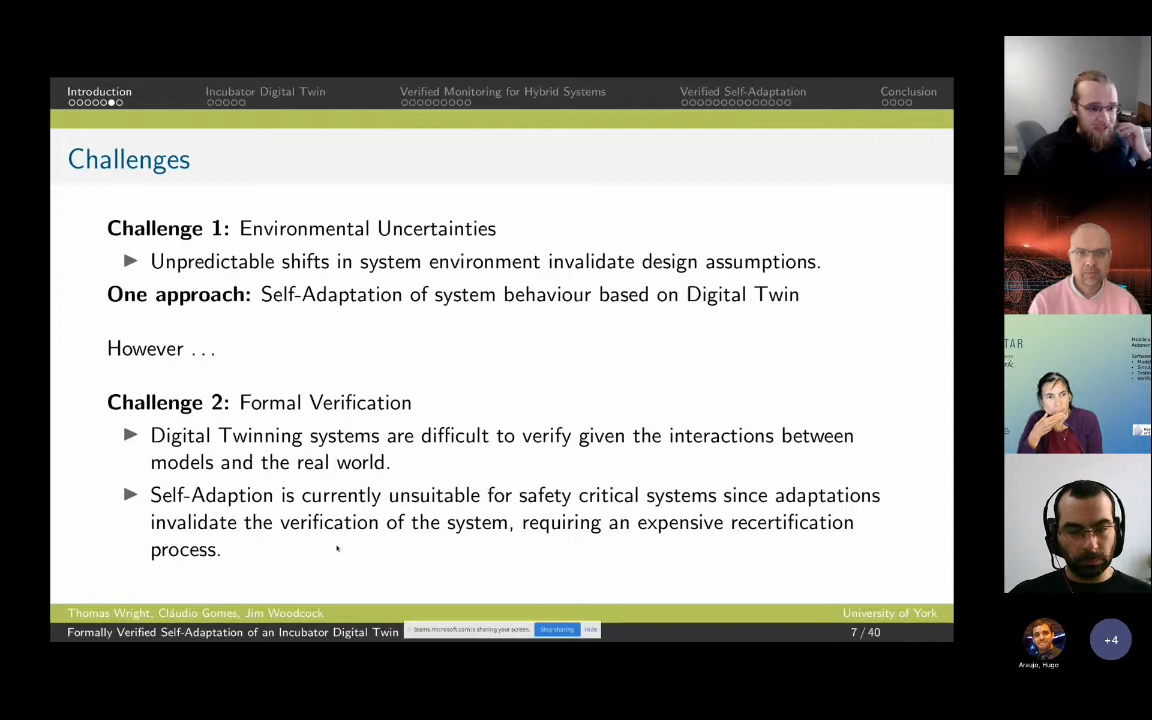 Introduction
Incubator Digital Twin
Verified Monitoring for Hybrid Systems
Verified Self-Adaptation
Conclusion
Challenges
Challenge 1: Environmental Uncertainties
Unpredictable shifts in system environment invalidate design assumptions.
One approach: Self-Adaptation of system behaviour based on Digital Twin
However ...
Challenge 2: Formal Verification
Digital Twinning systems are difficult to verify given the interactions between
models and the real world.
Self-Adaption is currently unsuitable for safety critical systems since adaptations
invalidate the verification of the system, requiring an expensive recertification
process.
Thomas Wright, Cláudio Gomes, Jim Woodcock
University of York
Formally Verified Self-Adaptation of an Incubator Digital Twin
teams.microsoft.com is sharing your screen.
Stop sharing
Hide
7 / 40
TAR
Araujo, Hugo
+4